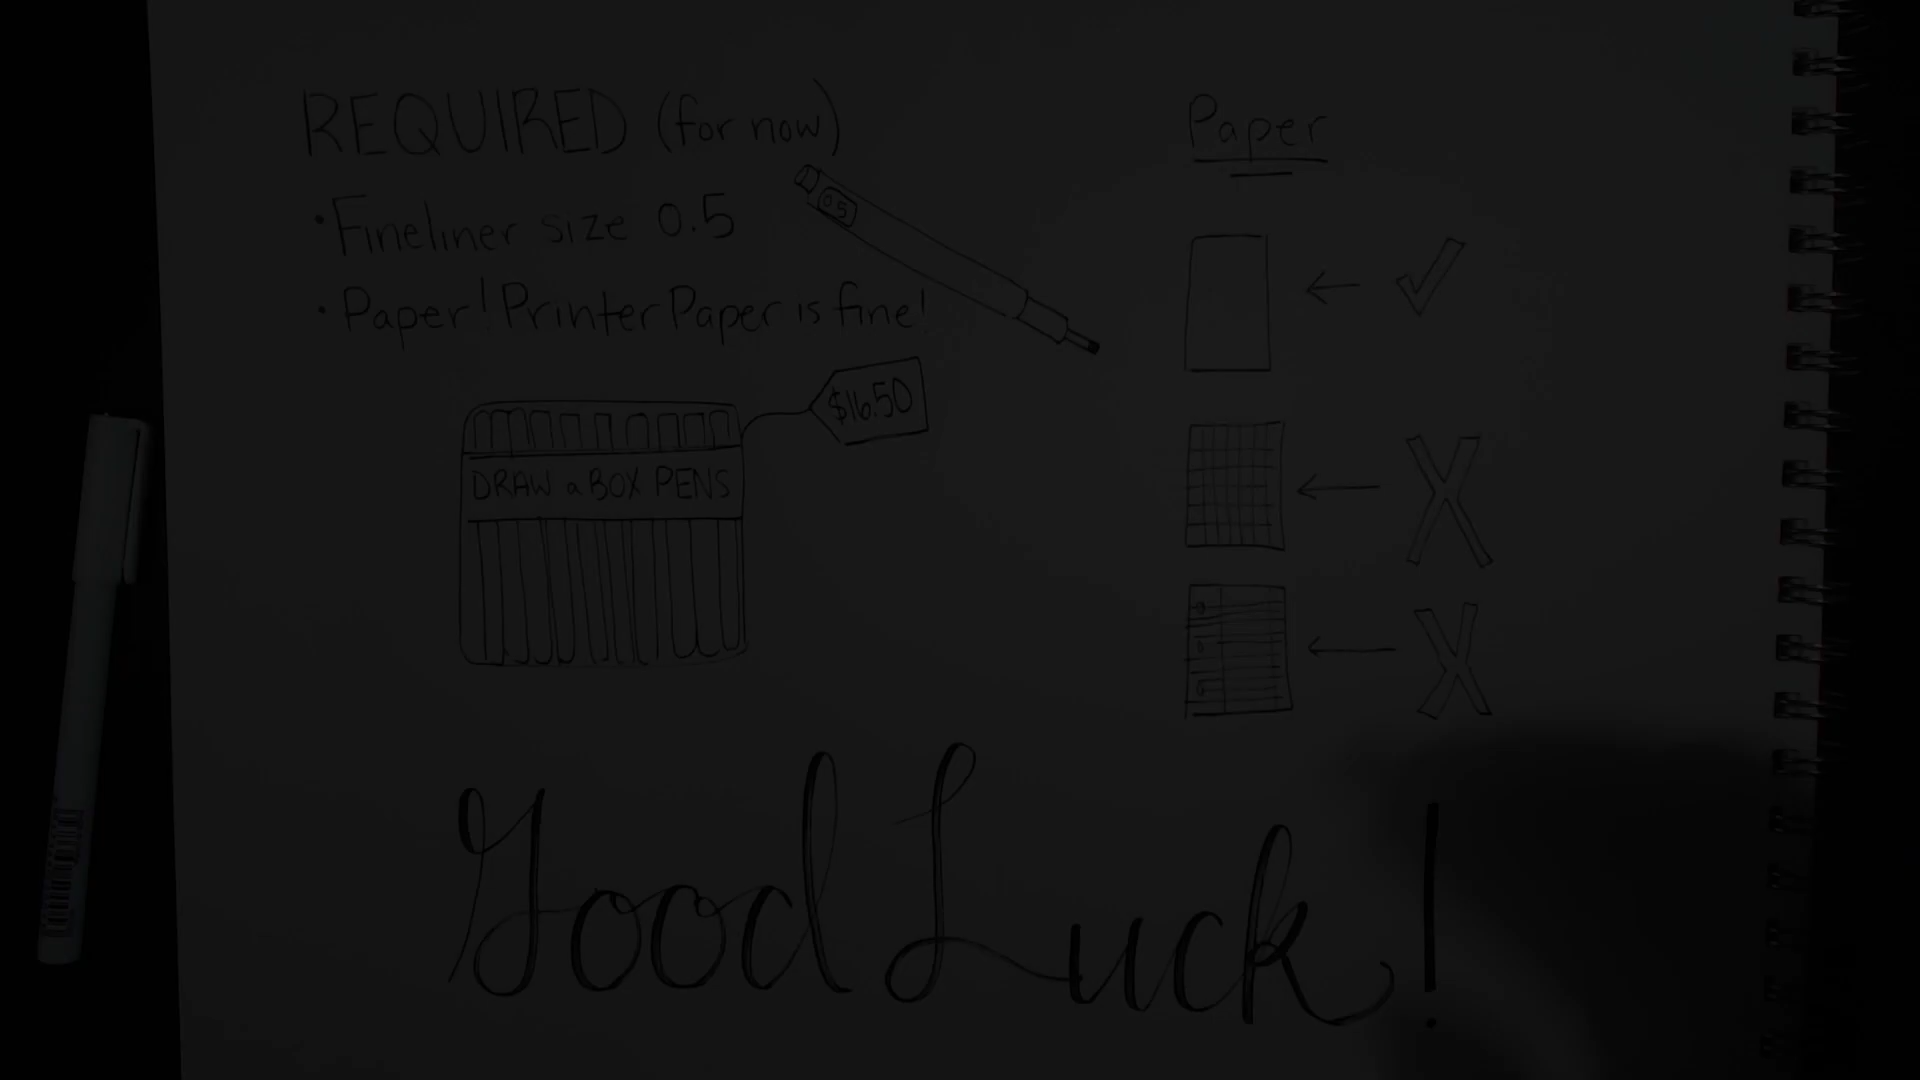 REQUIRED (for now)
• Fineliner size 0.5
• Paper! Printer Paper is fine!
0.5
$16.50
DRAW a BOX PENS
Paper
Good Luck!